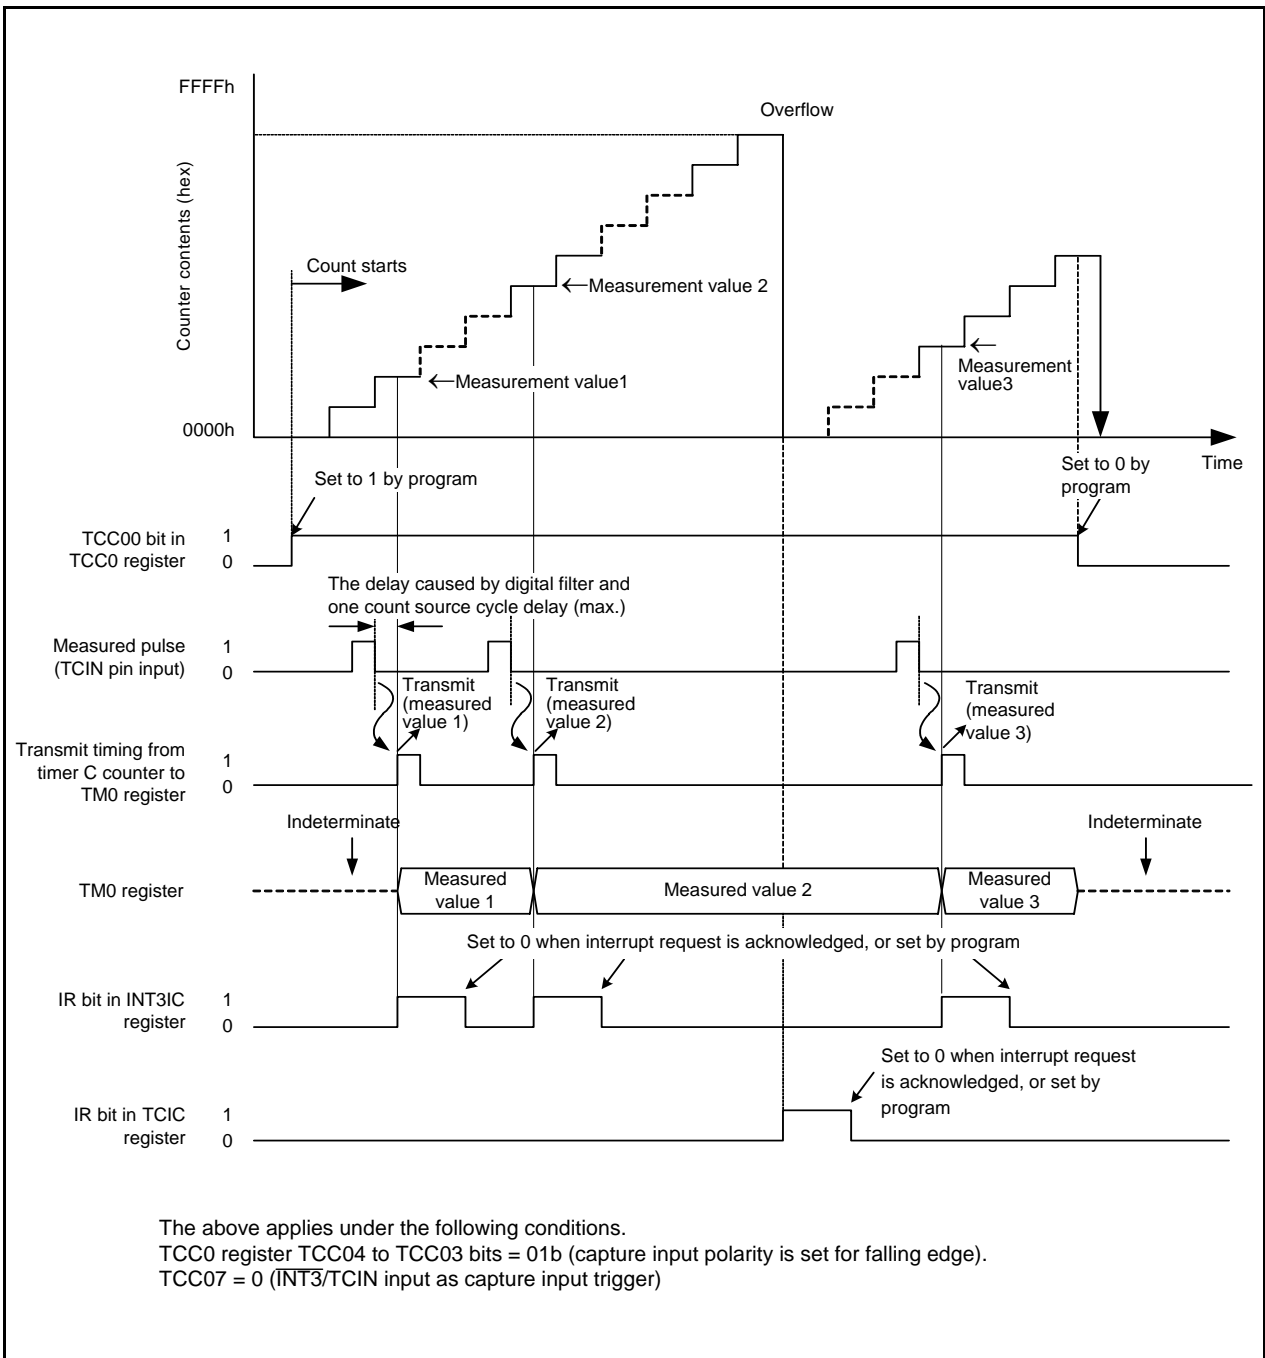 FFFFh
Overflow
Counter contents (hex)
Count starts
←Measurement value 2
←Measurement value1
←
Measurement
value3
0000h
Time
Set to 1 by program
Set to 0 by
program
TCC00 bit in
TCC0 register
1
0
The delay caused by digital filter and
one count source cycle delay (max.)
Measured pulse
(TCIN pin input)
1
0
Transmit
(measured
value 1)
Transmit
(measured
value 2)
Transmit
(measured
value 3)
Transmit timing from
timer C counter to
TM0 register
1
0
Indeterminate
Indeterminate
TM0 register
Measured
value 1
Measured value 2
Measured
value 3
Set to 0 when interrupt request is acknowledged, or set by program
IR bit in INT3IC
register
1
0
Set to 0 when interrupt request
is acknowledged, or set by
program
IR bit in TCIC
register
1
0
The above applies under the following conditions.
TCC0 register TCC04 to TCC03 bits = 01b (capture input polarity is set for falling edge).
TCC07 = 0 (I̅N̅T̅3̅/TCIN input as capture input trigger)